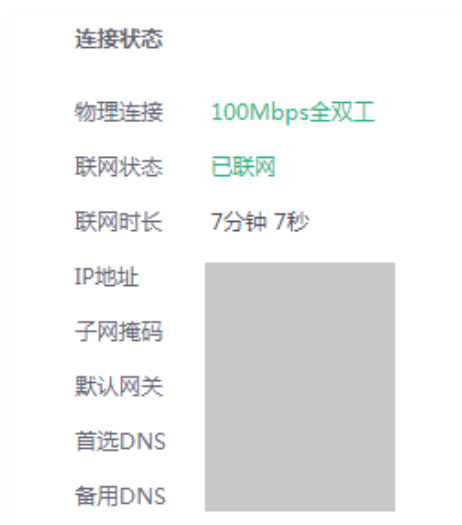 连接状态
物理连接 100Mbps全双工
联网状态 已联网
联网时长 7分钟 7秒
IP地址
子网掩码
默认网关
首选DNS
备用DNS